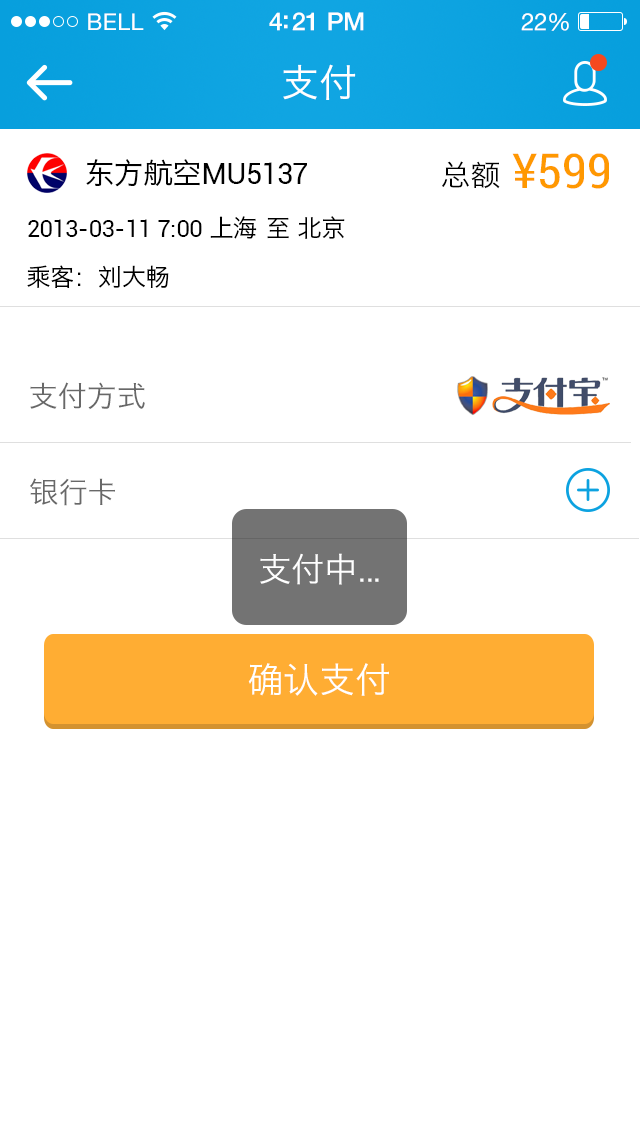 BELL 4:21 PM 22%
支付
东方航空MU5137 总额 ¥599
2013-03-11 7:00 上海 至 北京
乘客：刘大畅
支付方式 支付宝™
银行卡
支付中...
确认支付